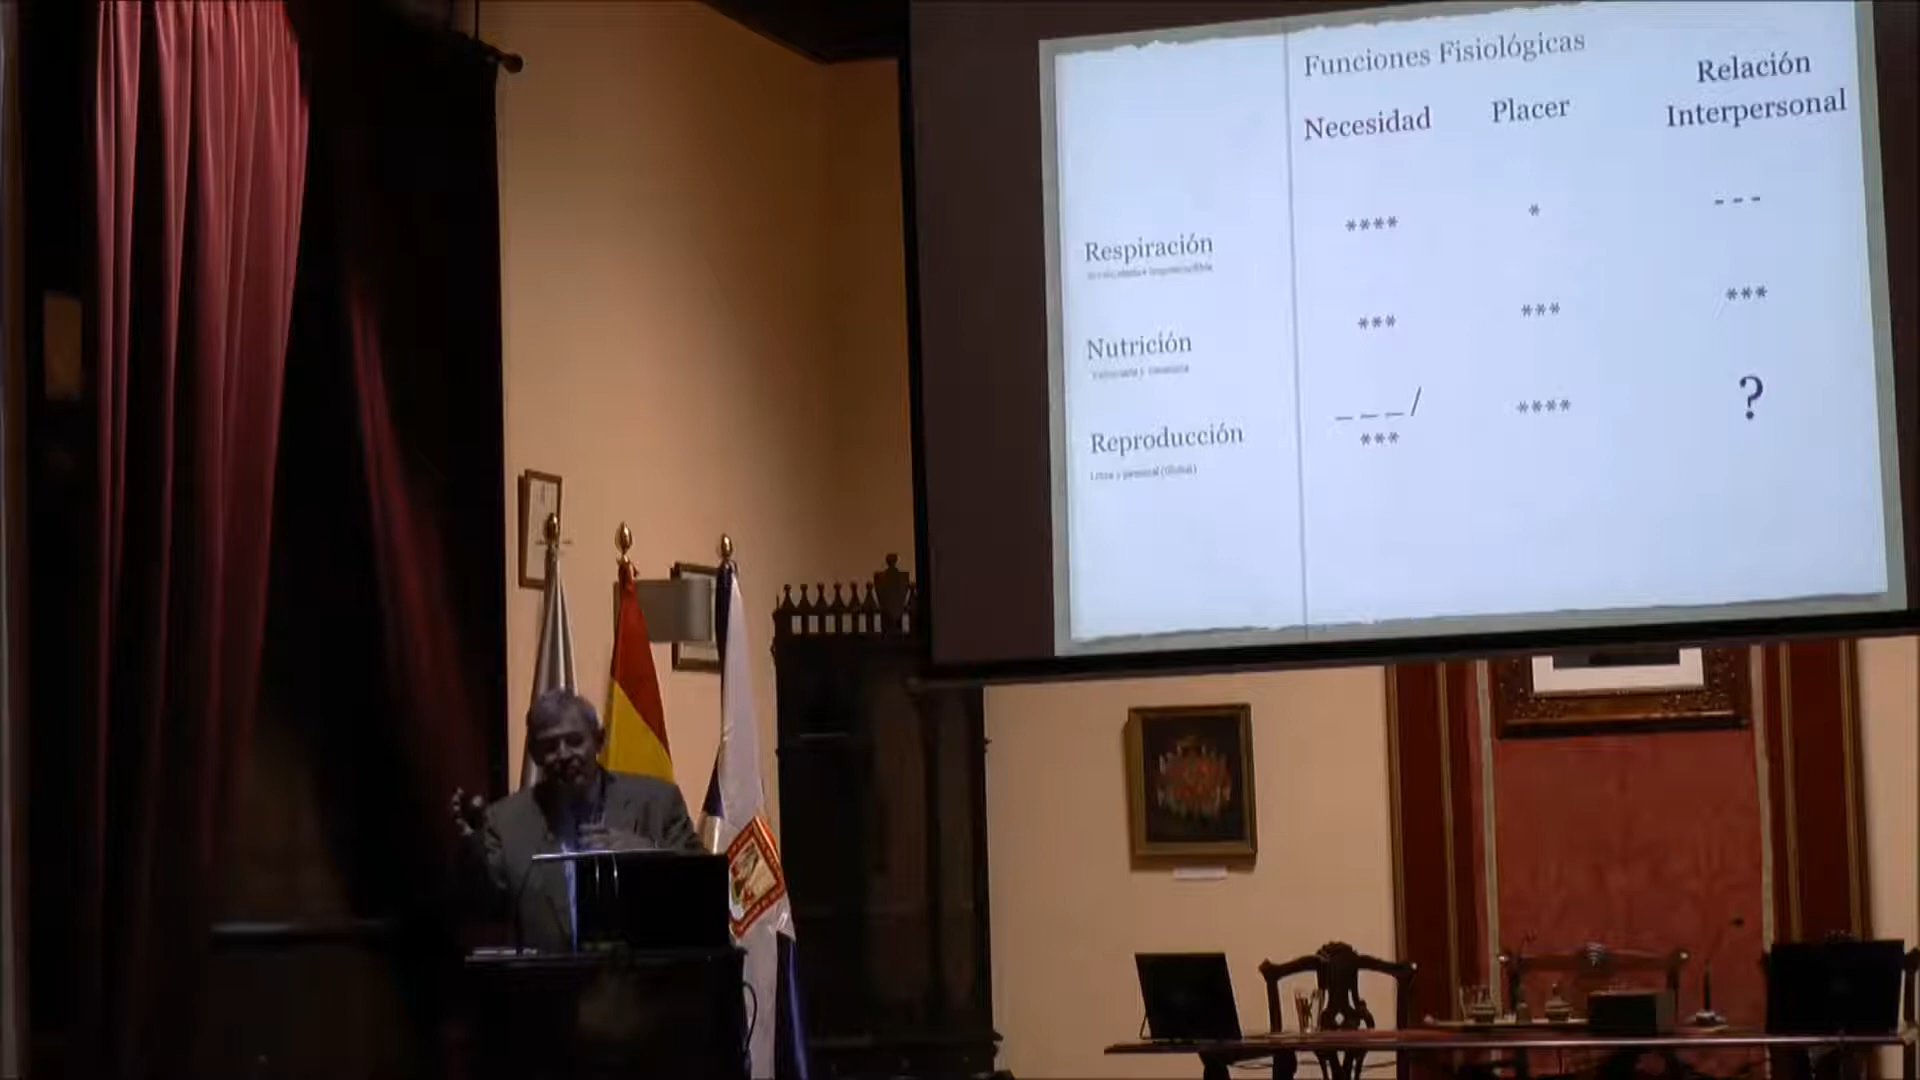 Funciones Fisiológicas
Necesidad Placer Relación Interpersonal
Respiración **** * - - -
Nutrición *** *** ***
Reproducción _ _ _ / *** **** ?